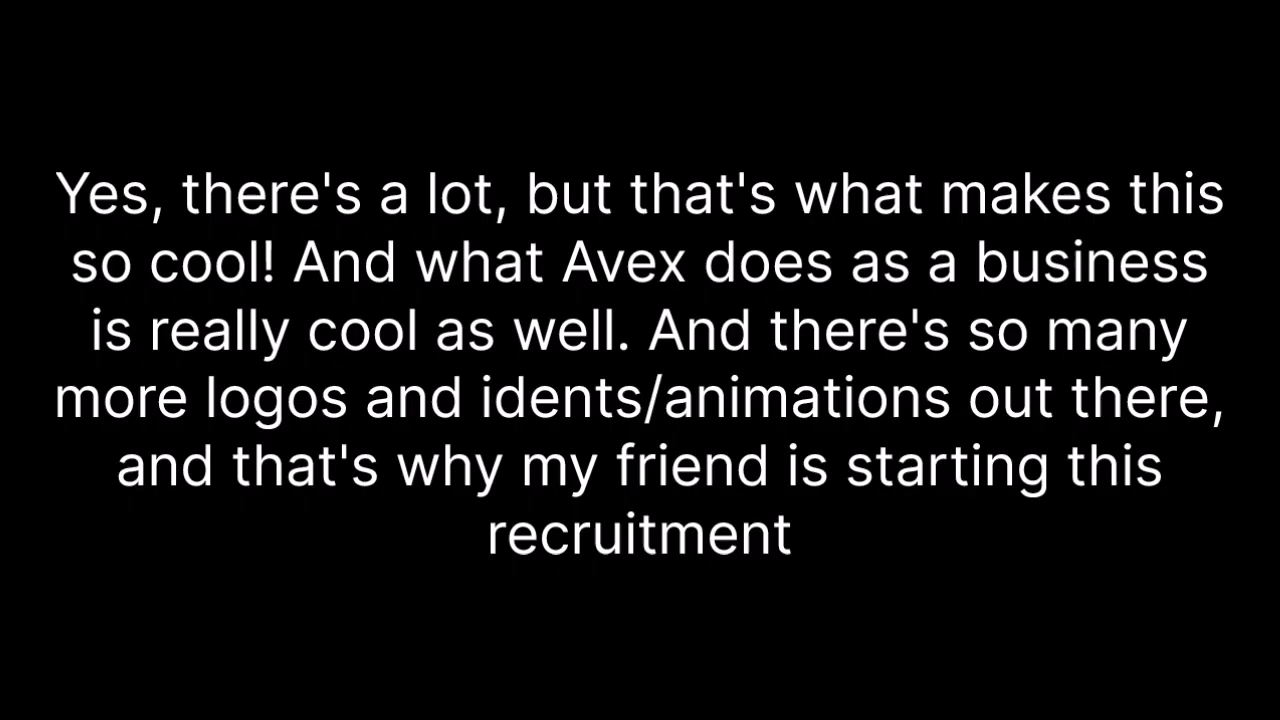 Yes, there's a lot, but that's what makes this
so cool! And what Avex does as a business
is really cool as well. And there's so many
more logos and idents/animations out there,
and that's why my friend is starting this
recruitment